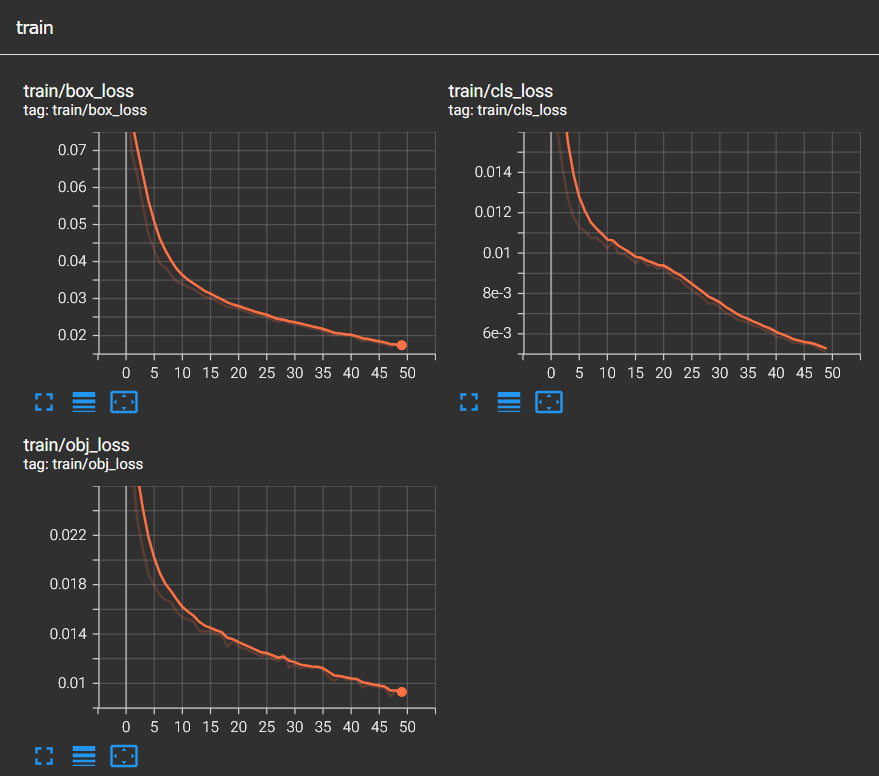 train
train/box_loss
tag: train/box_loss
0.07
0.06
0.05
0.04
0.03
0.02
0 5 10 15 20 25 30 35 40 45 50
train/cls_loss
tag: train/cls_loss
0.014
0.012
0.01
8e-3
6e-3
0 5 10 15 20 25 30 35 40 45 50
train/obj_loss
tag: train/obj_loss
0.022
0.018
0.014
0.01
0 5 10 15 20 25 30 35 40 45 50